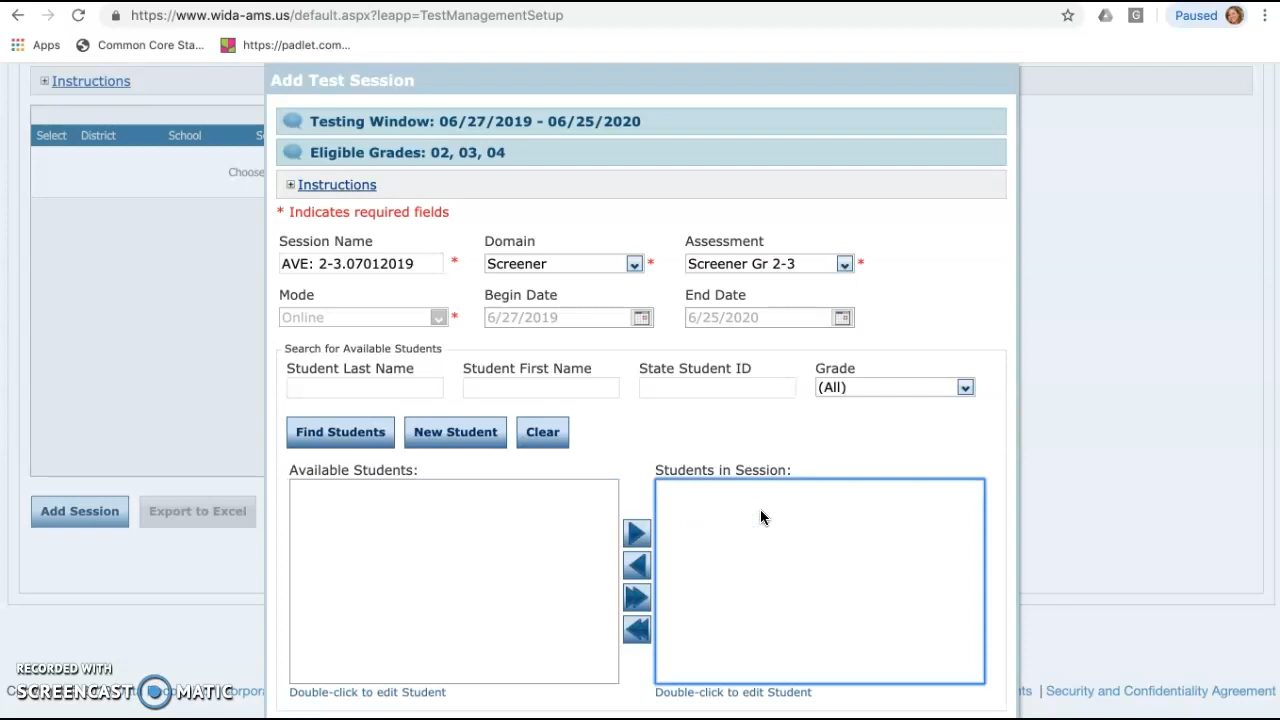 https://www.wida-ams.us/default.aspx?leapp=TestManagementSetup
G
Paused
Apps
Common Core Sta...
https://padlet.com...
Instructions
Add Test Session
Select District School
Choose
Testing Window: 06/27/2019 - 06/25/2020
Eligible Grades: 02, 03, 04
Instructions
* Indicates required fields
Session Name Domain Assessment
AVE: 2-3.07012019 * Screener * Screener Gr 2-3 *
Mode Begin Date End Date
Online * 6/27/2019 6/25/2020
Search for Available Students
Student Last Name Student First Name State Student ID Grade
(All)
Find Students New Student Clear
Available Students: Students in Session:
Add Session Export to Excel
Double-click to edit Student Double-click to edit Student
RECORDED WITH
SCREENCAST MATIC
| Security and Confidentiality Agreement